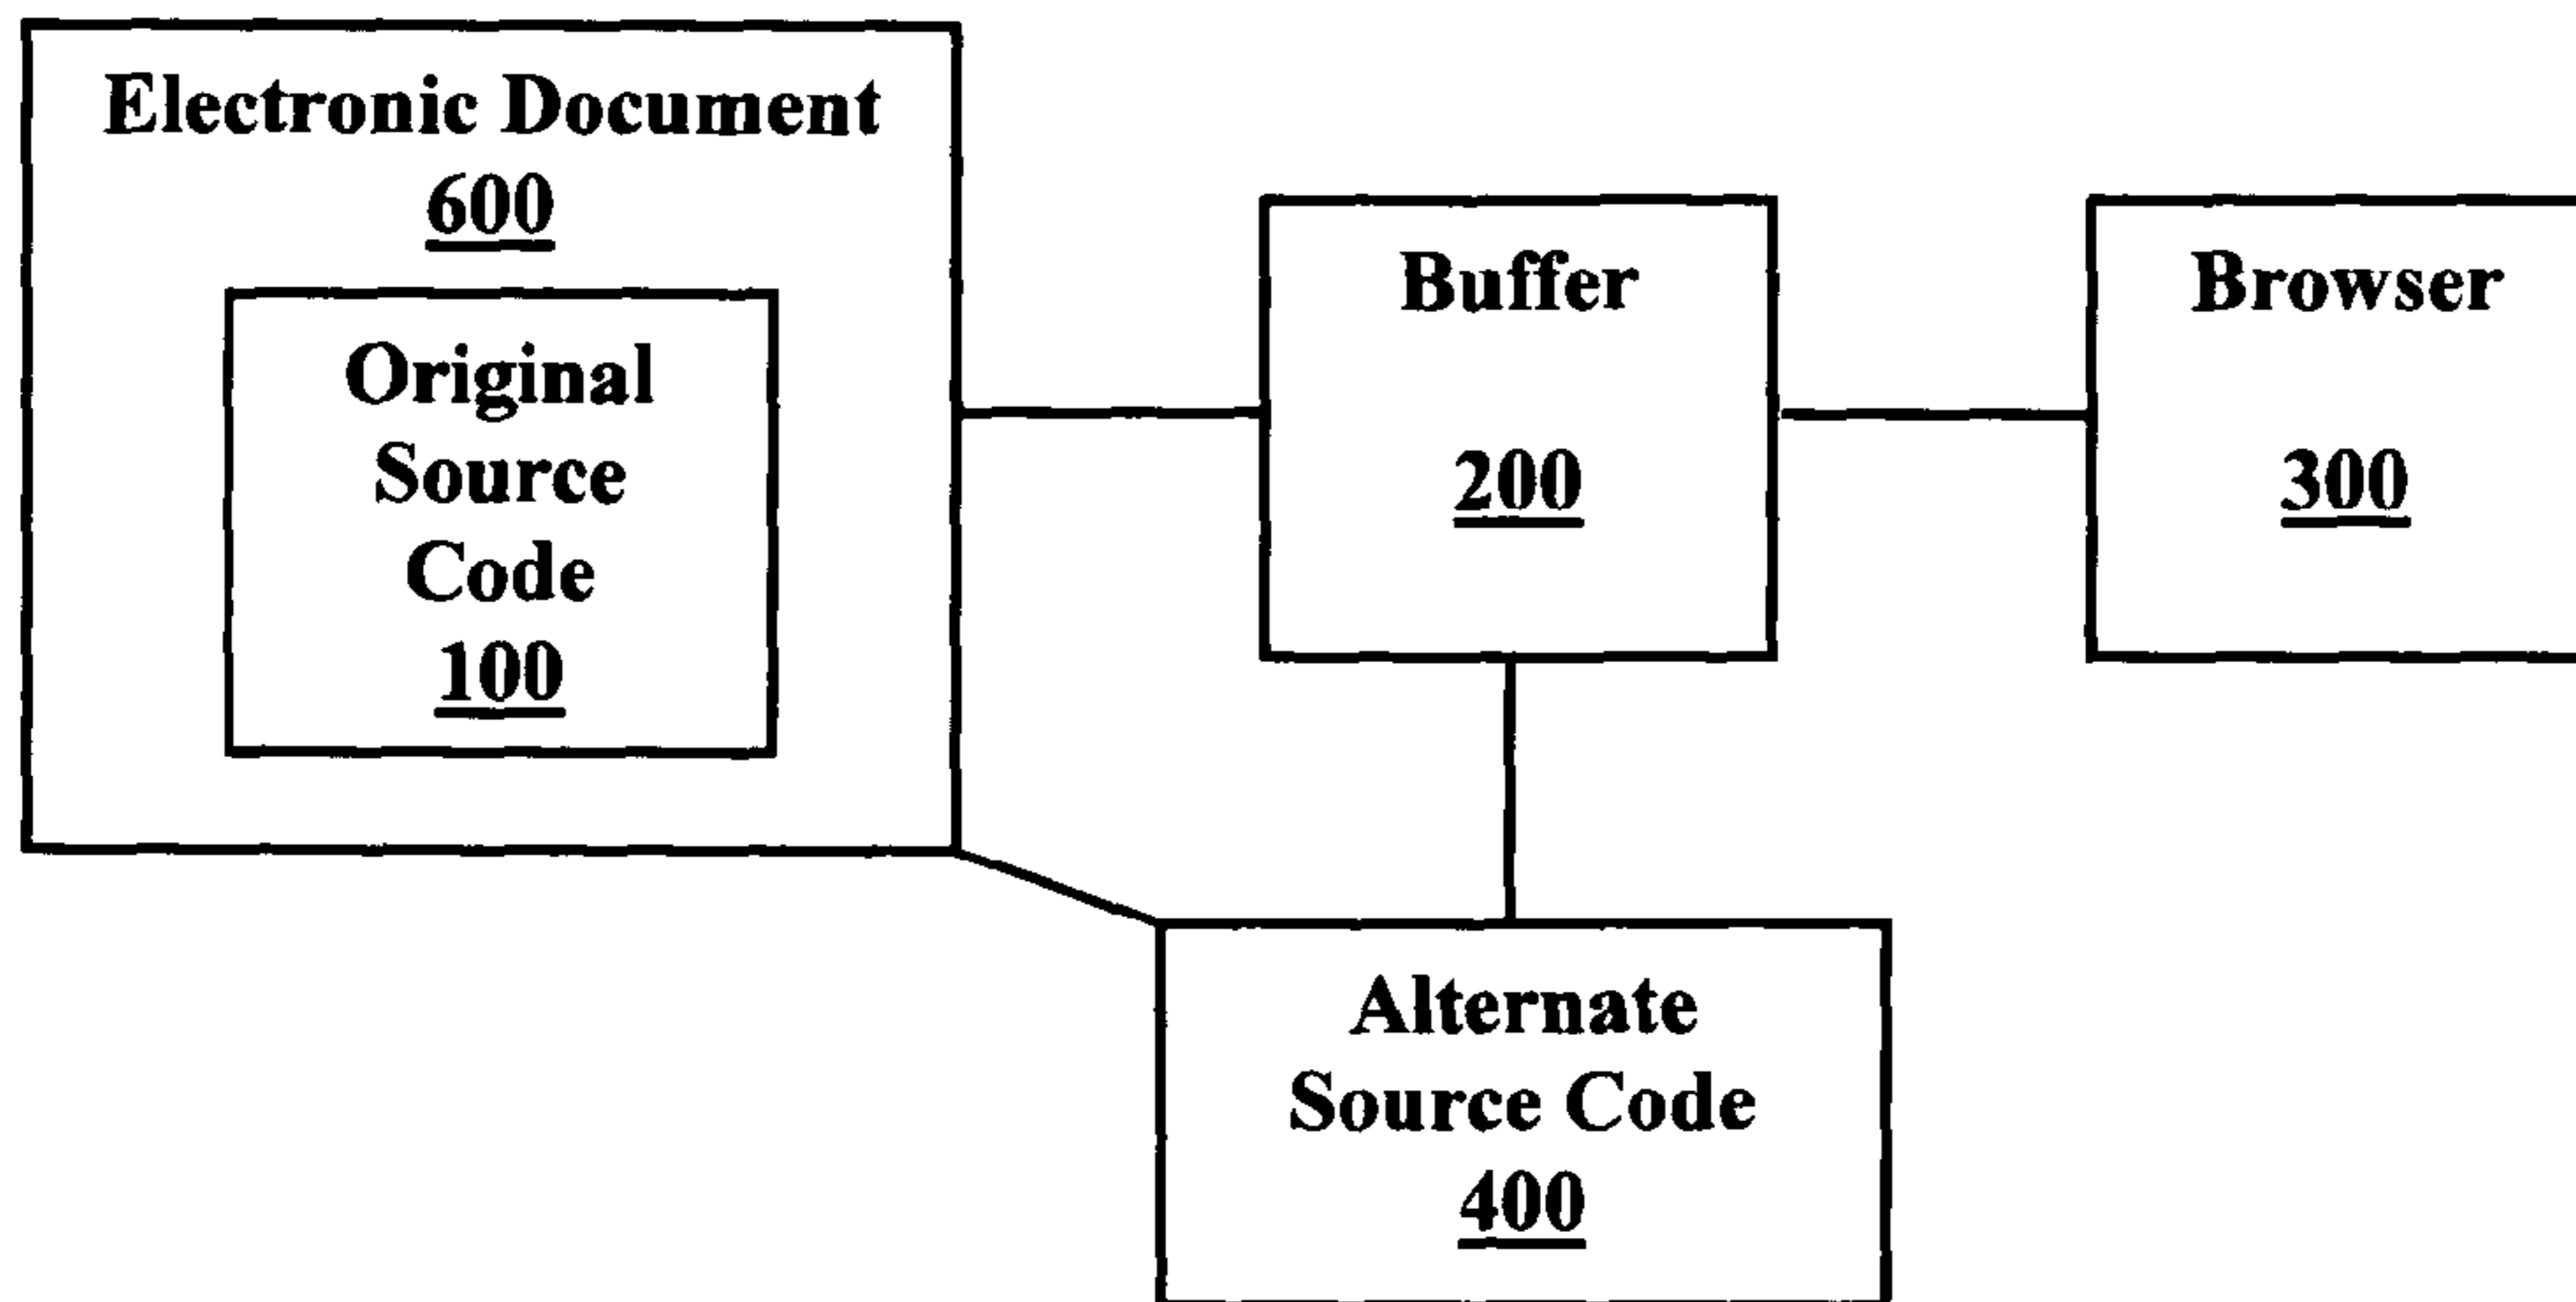 Electronic Document
600
Original
Source
Code
100
Buffer
200
Browser
300
Alternate
Source Code
400